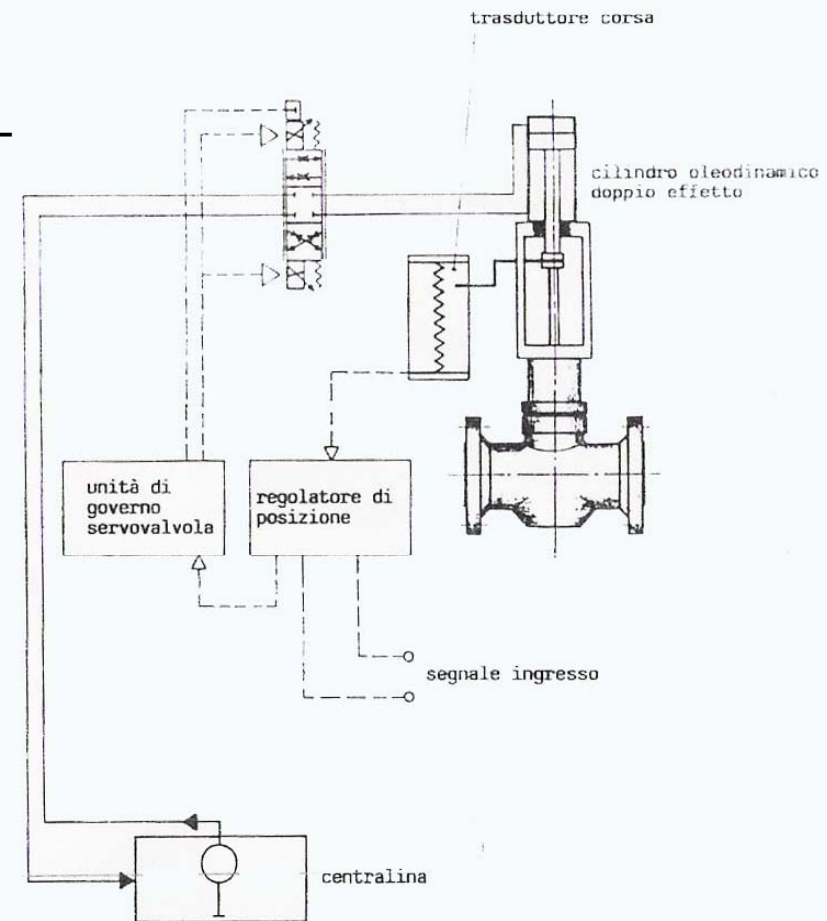 trasduttore corsa
cilindro oleodinamico
doppio effetto
unità di
governo
servovalvola
regolatore di
posizione
segnale ingresso
centralina